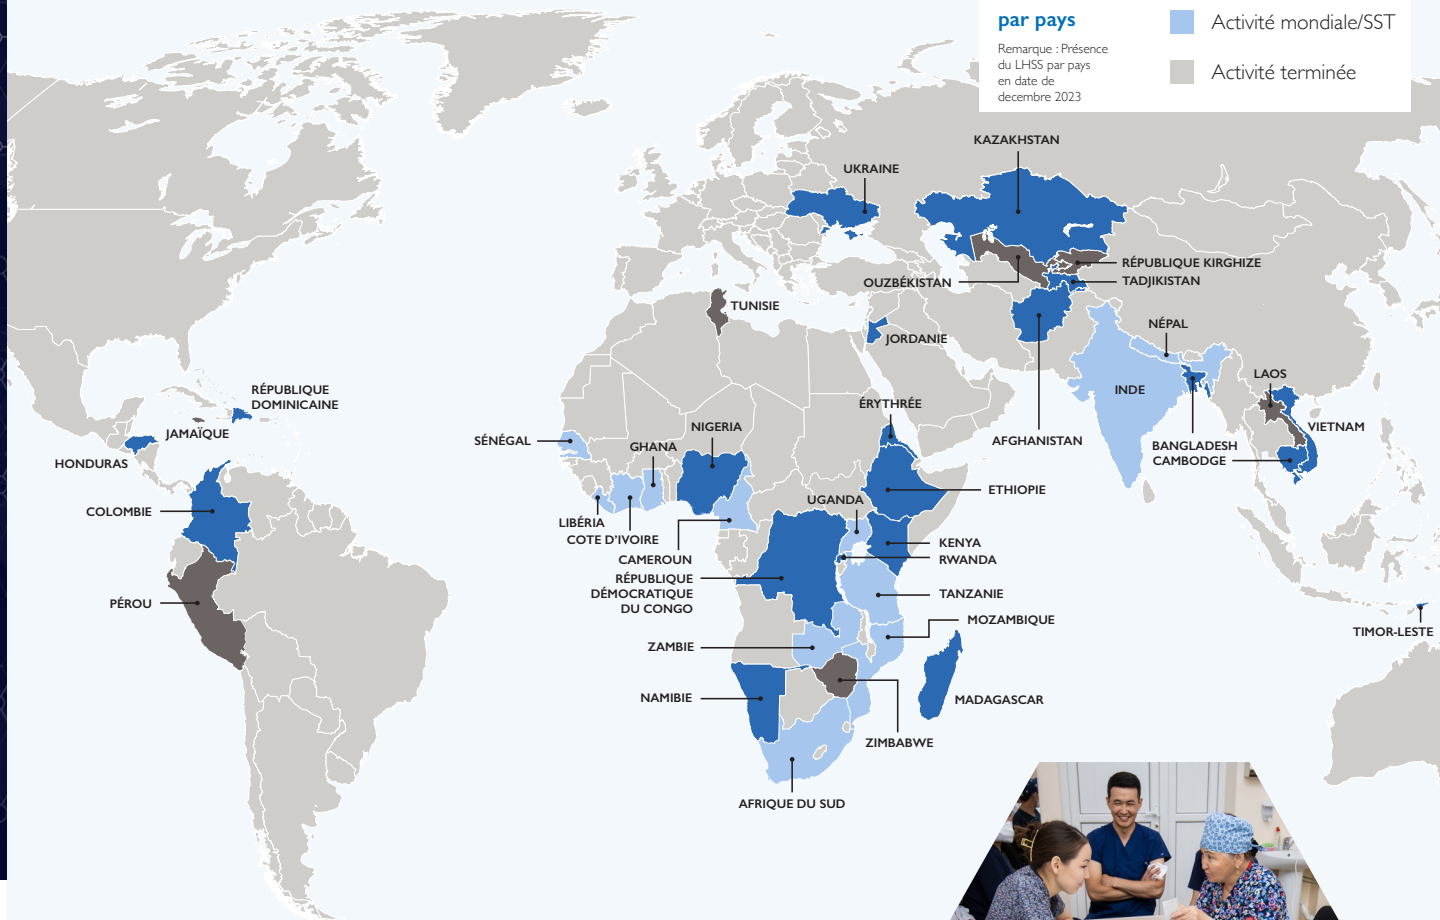 par pays
Remarque : Présence
du LHSS par pays
en date de
decembre 2023
Activité mondiale/SST
Activité terminée
KAZAKHSTAN
UKRAINE
RÉPUBLIQUE KIRGHIZE
OUZBÉKISTAN
TADJIKISTAN
TUNISIE
JORDANIE
NÉPAL
LAOS
INDE
RÉPUBLIQUE
DOMINICAINE
JAMAÏQUE
HONDURAS
ÉRYTHRÉE
NIGERIA
SÉNÉGAL
GHANA
AFGHANISTAN
VIETNAM
BANGLADESH
CAMBODGE
COLOMBIE
ETHIOPIE
UGANDA
LIBÉRIA
COTE D'IVOIRE
CAMEROUN
KENYA
RWANDA
RÉPUBLIQUE
DÉMOCRATIQUE
DU CONGO
TANZANIE
PÉROU
MOZAMBIQUE
TIMOR-LESTE
ZAMBIE
NAMIBIE
MADAGASCAR
ZIMBABWE
AFRIQUE DU SUD